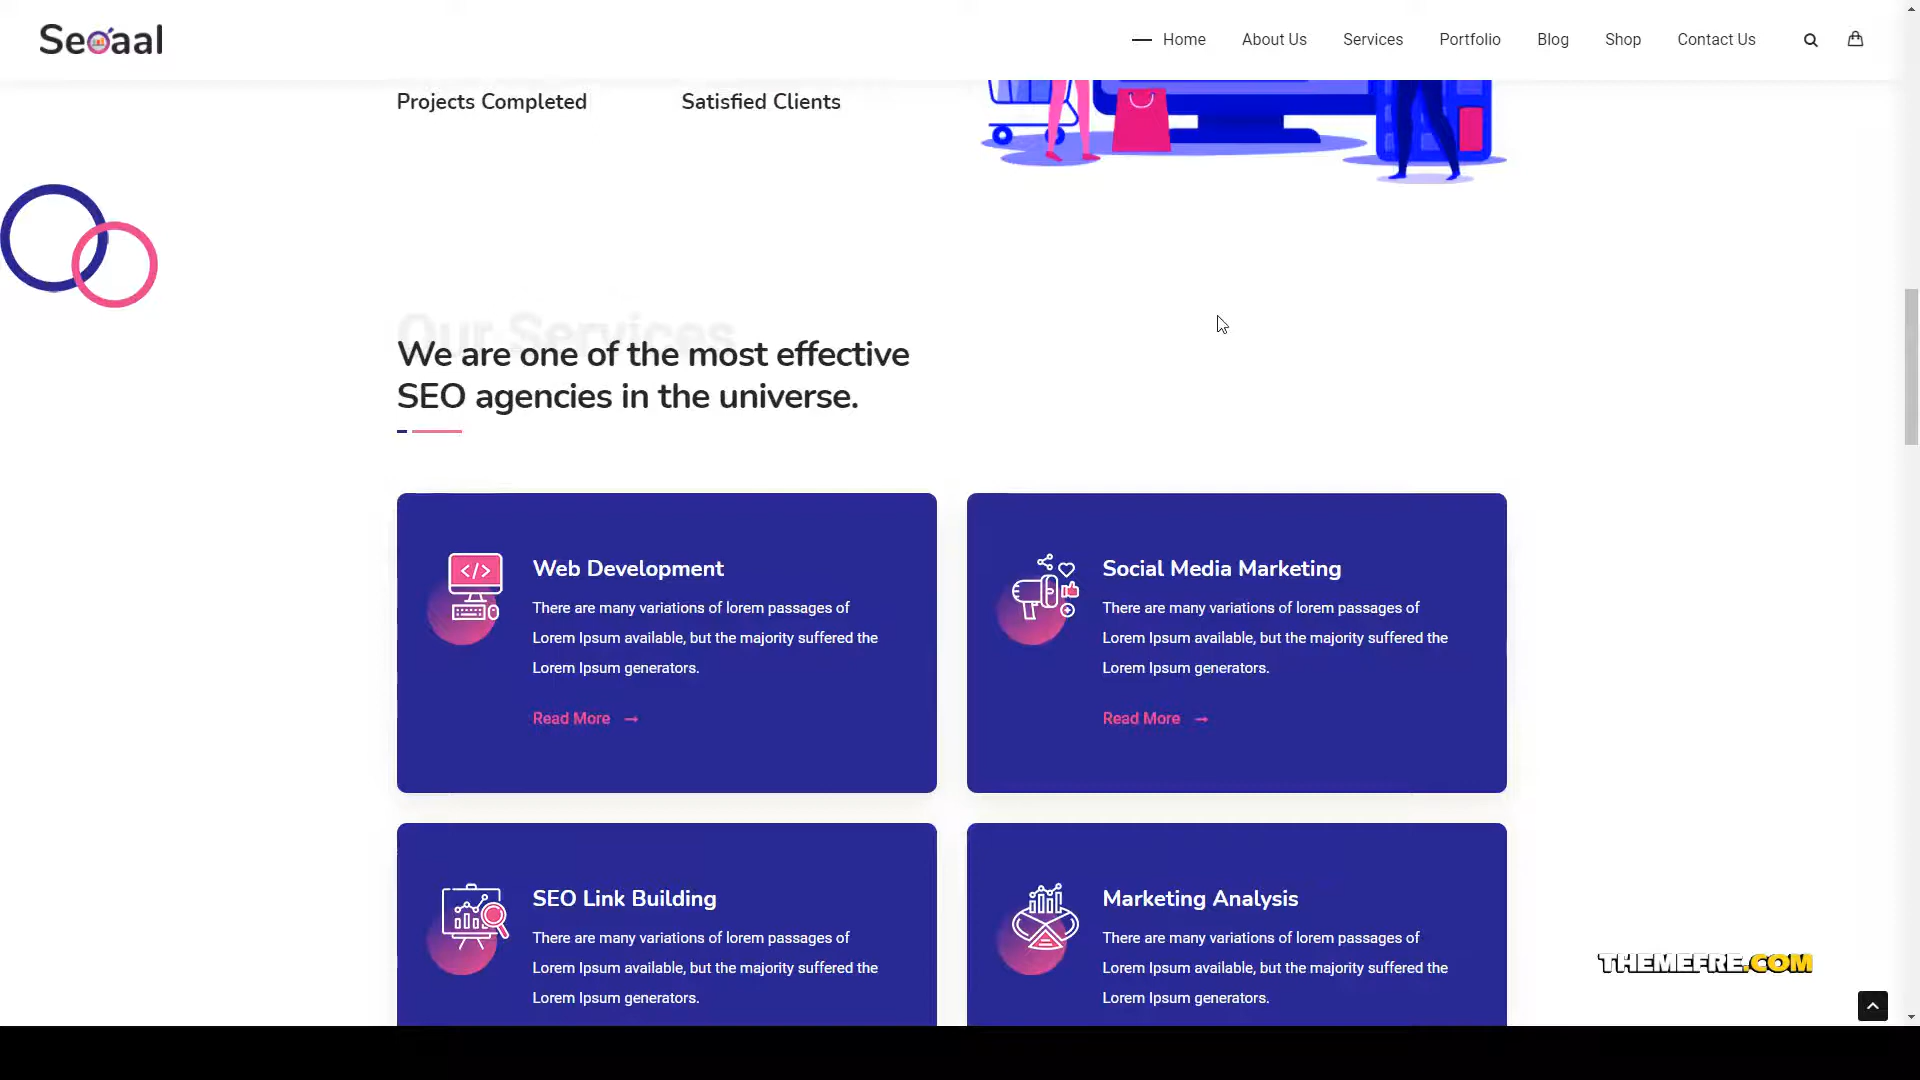 Seoaal
Home About Us Services Portfolio Blog Shop Contact Us
Projects Completed Satisfied Clients
Our Services
We are one of the most effective
SEO agencies in the universe.
Web Development
There are many variations of lorem passages of
Lorem Ipsum available, but the majority suffered the
Lorem Ipsum generators.
Read More →
Social Media Marketing
There are many variations of lorem passages of
Lorem Ipsum available, but the majority suffered the
Lorem Ipsum generators.
Read More →
SEO Link Building
There are many variations of lorem passages of
Lorem Ipsum available, but the majority suffered the
Lorem Ipsum generators.
Marketing Analysis
There are many variations of lorem passages of
Lorem Ipsum available, but the majority suffered the
Lorem Ipsum generators.
THEMEFRE.COM